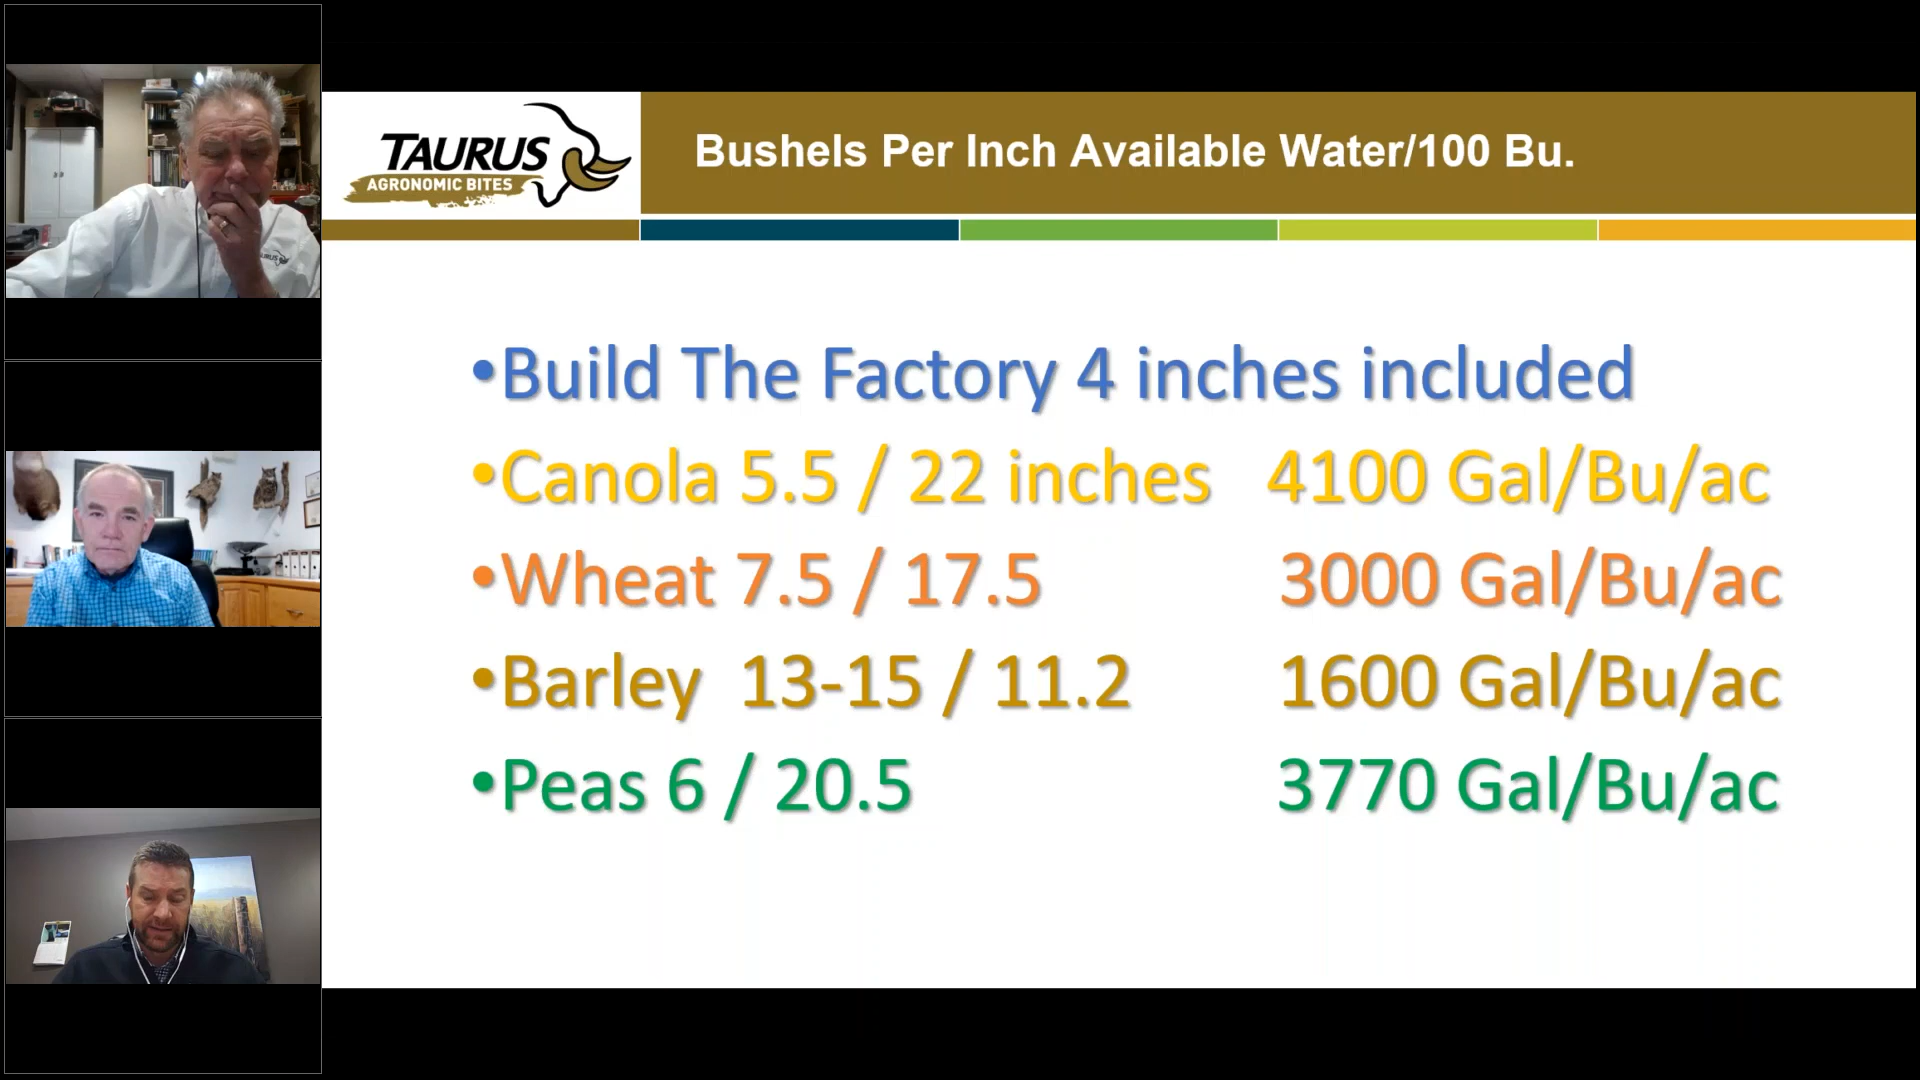 TAURUS
AGRONOMIC BITES
Bushels Per Inch Available Water/100 Bu.
•Build The Factory 4 inches included
•Canola 5.5 / 22 inches 4100 Gal/Bu/ac
•Wheat 7.5 / 17.5 3000 Gal/Bu/ac
•Barley 13-15 / 11.2 1600 Gal/Bu/ac
•Peas 6 / 20.5 3770 Gal/Bu/ac